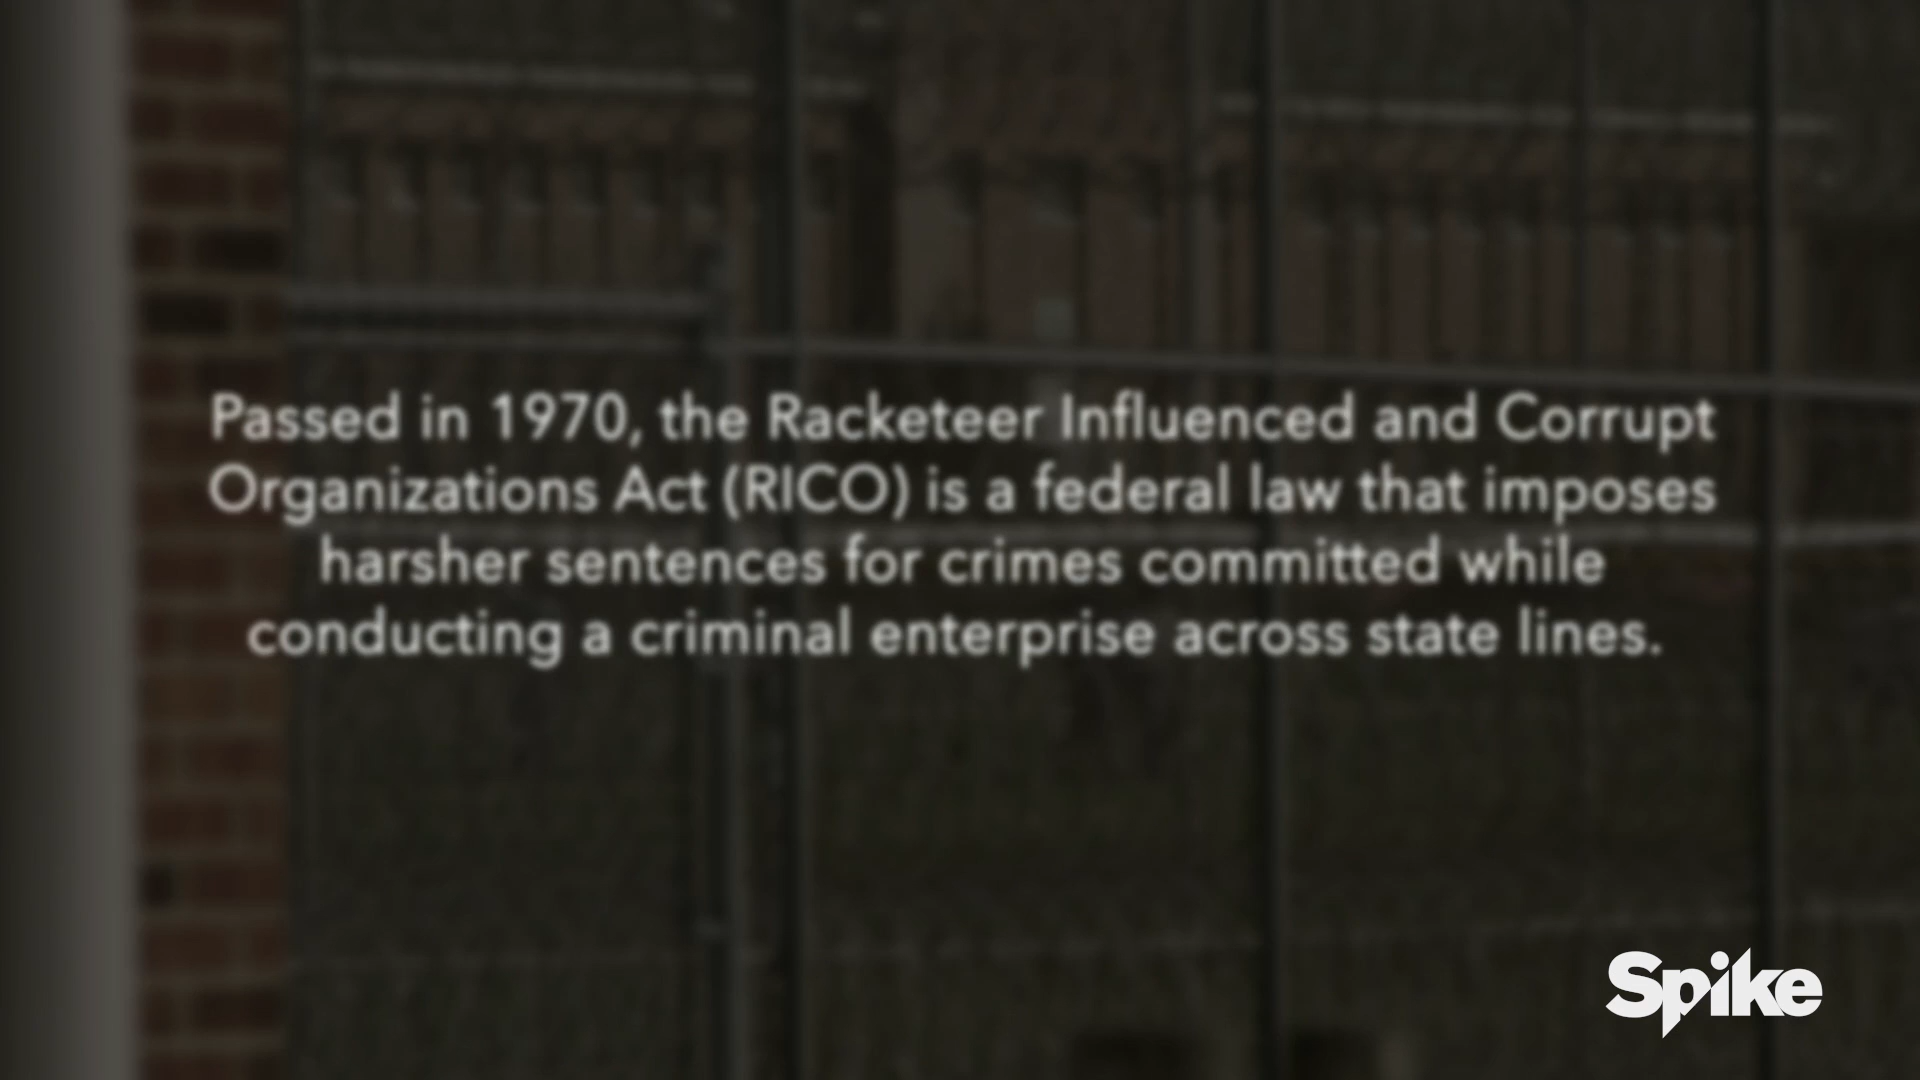 Passed in 1970, the Racketeer Influenced and Corrupt
Organizations Act (RICO) is a federal law that imposes
harsher sentences for crimes committed while
conducting a criminal enterprise across state lines.
Spike